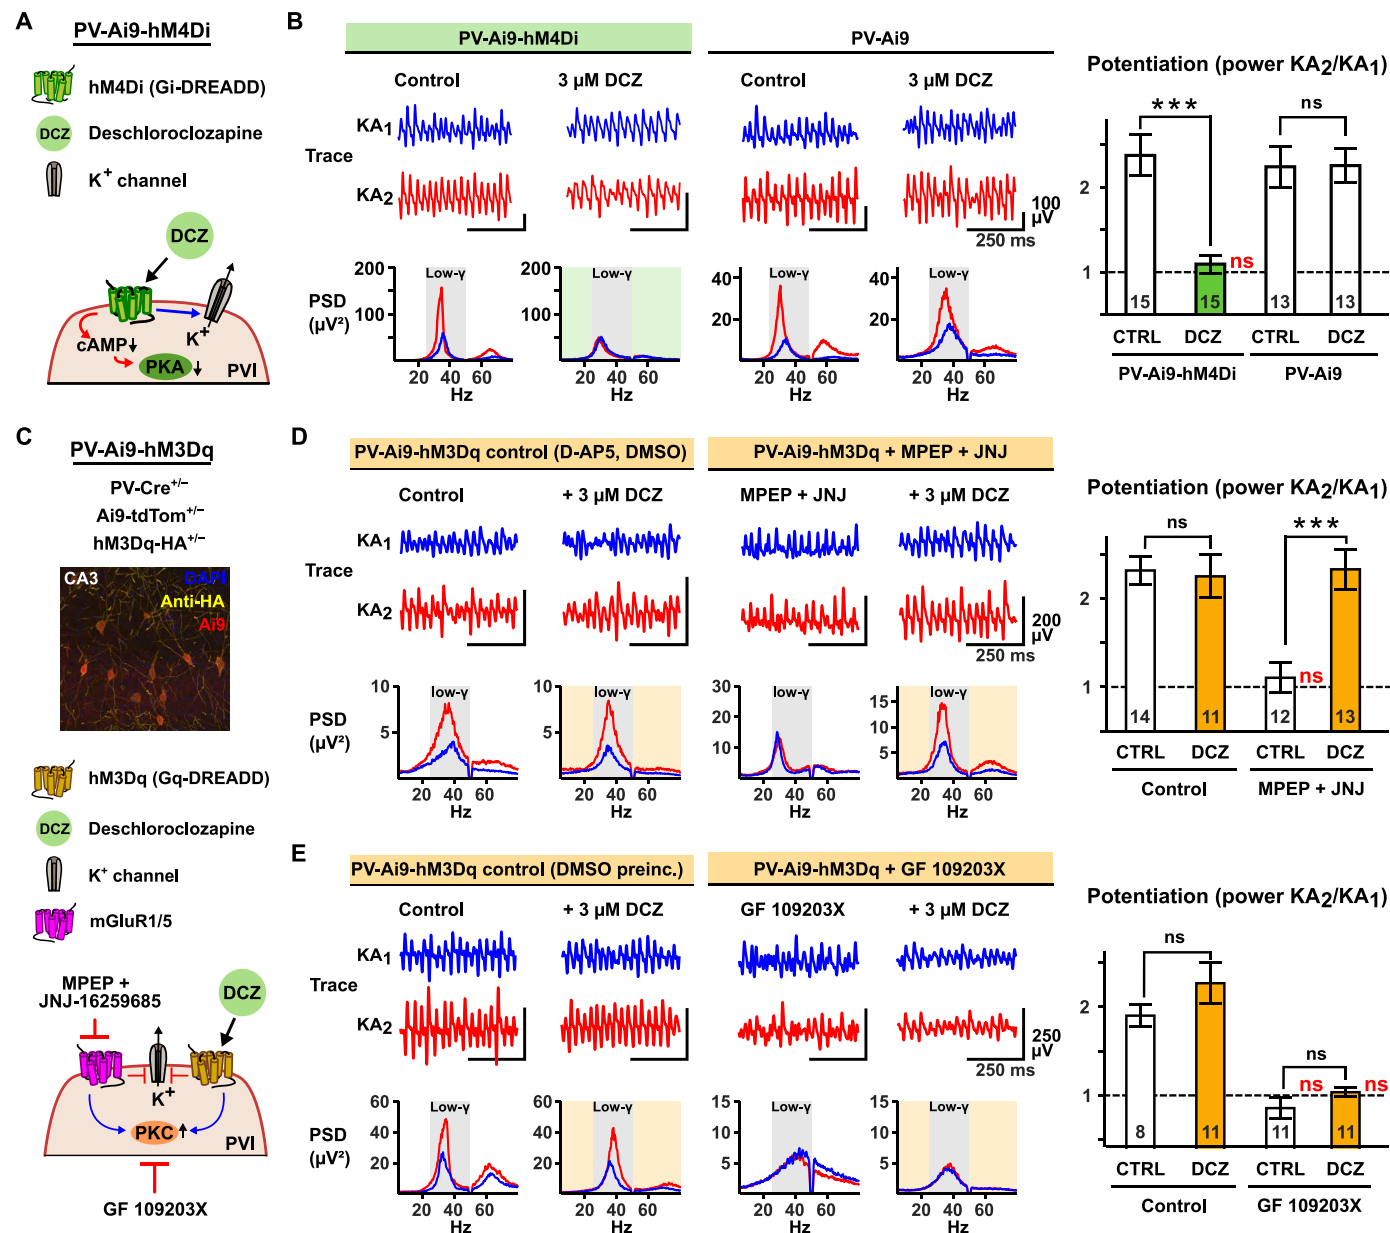 A
PV-Ai9-hM4Di
hM4Di (Gi-DREADD)
DCZ Deschloroclozapine
K+ channel
DCZ
K+
cAMP
PKA
PVI
B
PV-Ai9-hM4Di PV-Ai9
Control 3 µM DCZ Control 3 µM DCZ
KA1
Trace
KA2
100 µV
250 ms
PSD (µV²)
200 100 Low-γ 20 40 60 Hz
200 100 Low-γ 20 40 60 Hz
40 20 Low-γ 20 40 60 Hz
40 20 Low-γ 20 40 60 Hz
Potentiation (power KA2/KA1)
*** ns
2
1
ns
15 15 13 13
CTRL DCZ CTRL DCZ
PV-Ai9-hM4Di PV-Ai9
C
PV-Ai9-hM3Dq
PV-Cre+/–
Ai9-tdTom+/–
hM3Dq-HA+/–
CA3 DAPI
Anti-HA
Ai9
hM3Dq (Gq-DREADD)
DCZ Deschloroclozapine
K+ channel
mGluR1/5
MPEP +
JNJ-16259685
DCZ
K+
PKC
PVI
GF 109203X
D
PV-Ai9-hM3Dq control (D-AP5, DMSO) PV-Ai9-hM3Dq + MPEP + JNJ
Control + 3 µM DCZ MPEP + JNJ + 3 µM DCZ
KA1
Trace
KA2
200 µV
250 ms
PSD (µV²)
10 5 low-γ 20 40 60 Hz
10 5 low-γ 20 40 60 Hz
30 20 10 low-γ 20 40 60 Hz
15 10 5 low-γ 20 40 60 Hz
Potentiation (power KA2/KA1)
ns ***
2
1
ns
14 11 12 13
CTRL DCZ CTRL DCZ
Control MPEP + JNJ
E
PV-Ai9-hM3Dq control (DMSO preinc.) PV-Ai9-hM3Dq + GF 109203X
Control + 3 µM DCZ GF 109203X + 3 µM DCZ
KA1
Trace
KA2
250 µV
250 ms
PSD (µV²)
60 40 20 Low-γ 20 40 60 Hz
60 40 20 Low-γ 20 40 60 Hz
15 10 5 Low-γ 20 40 60 Hz
15 10 5 Low-γ 20 40 60 Hz
Potentiation (power KA2/KA1)
ns
2
ns
1
ns ns
8 11 11 11
CTRL DCZ CTRL DCZ
Control GF 109203X